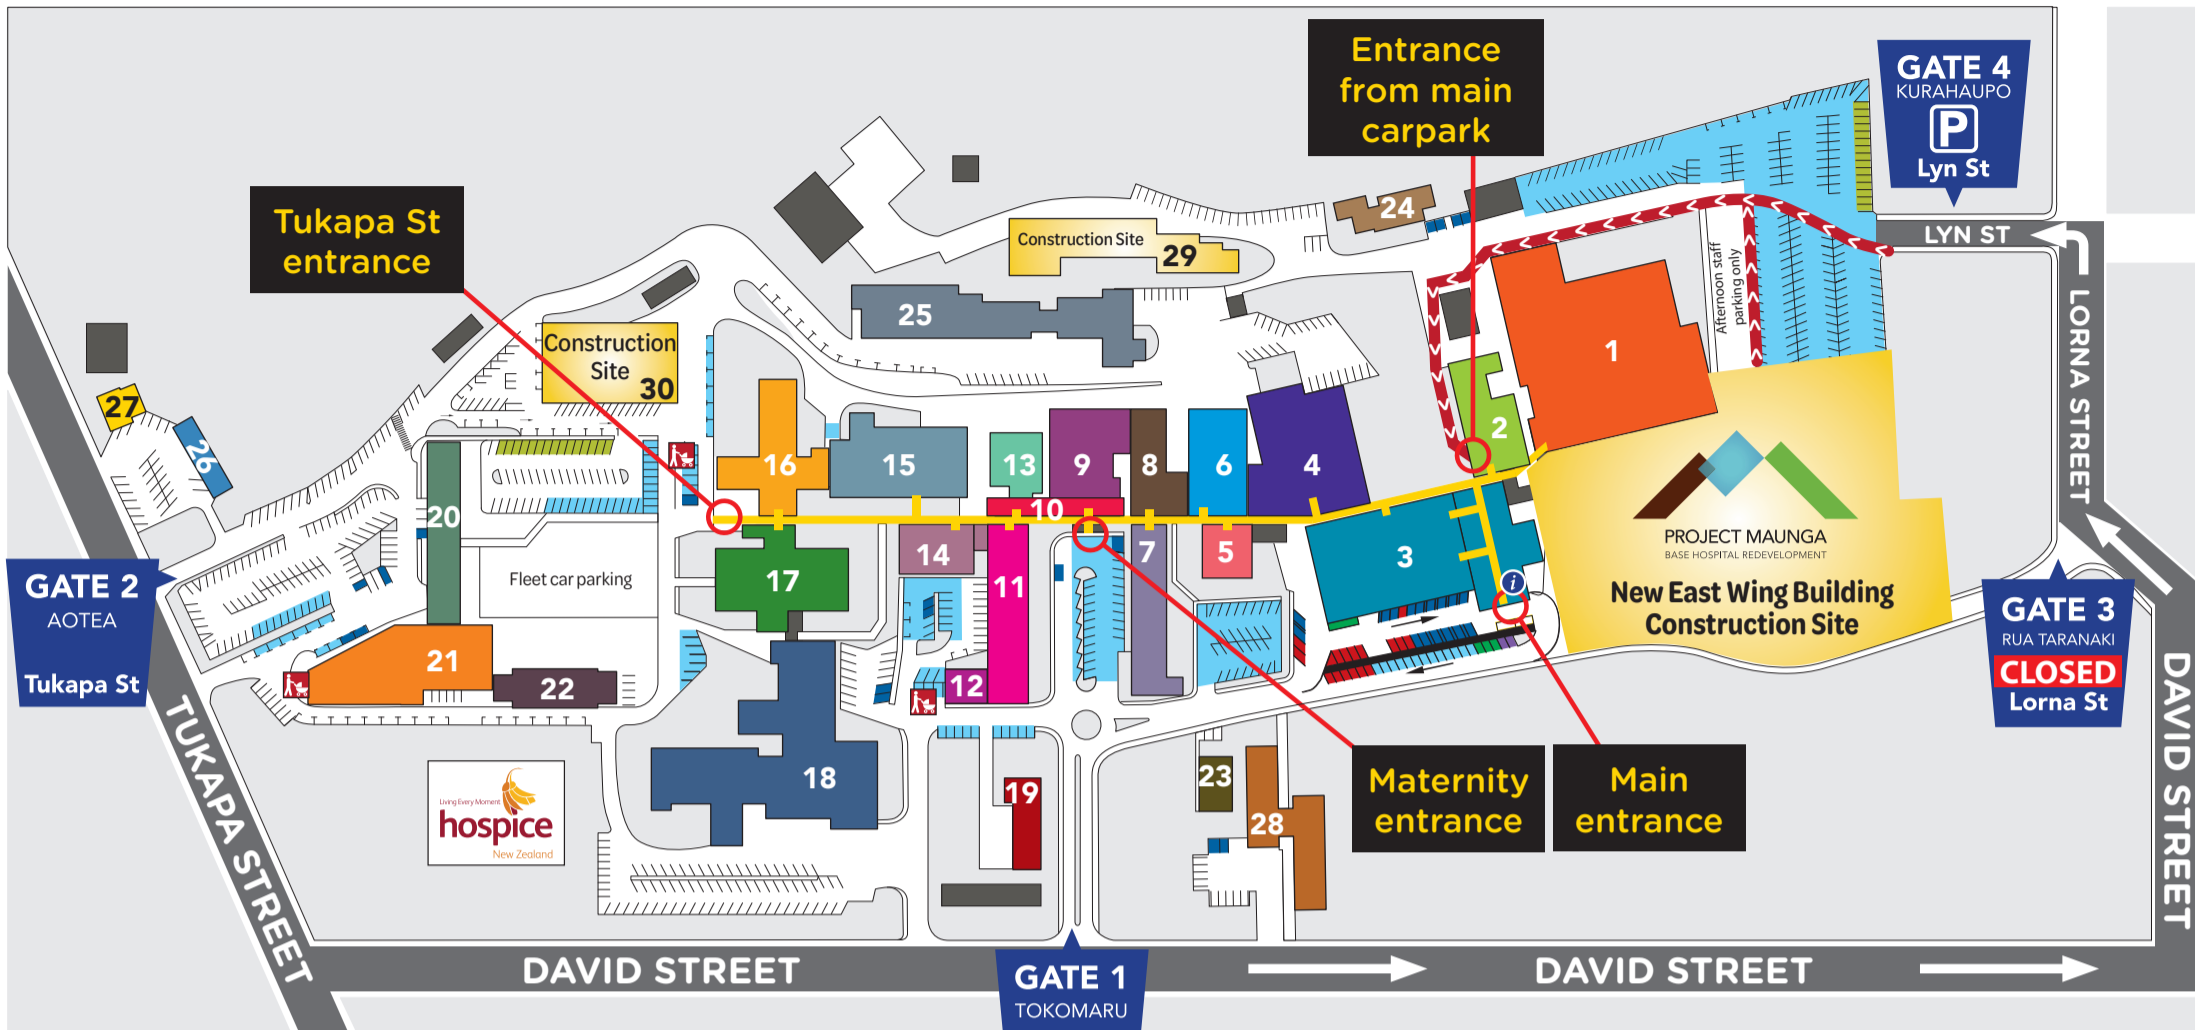 Entrance
from main
carpark
GATE 4
KURAHAUPO
P
Lyn St
Tukapa St
entrance
24
Construction Site
29
LYN ST
LORNA STREET
Afternoon staff
parking only
25
1
Construction
Site
30
27
26
2
16
15
13
9
8
6
4
20
10
PROJECT MAUNGA
BASE HOSPITAL REDEVELOPMENT
New East Wing Building
Construction Site
14
7
5
3
i
Fleet car parking
17
11
GATE 2
AOTEA
Tukapa St
GATE 3
RUA TARANAKI
CLOSED
Lorna St
21
22
12
TUKAPA STREET
DAVID STREET
18
19
23
28
Maternity
entrance
Main
entrance
Living Every Moment
hospice
New Zealand
DAVID STREET
GATE 1
TOKOMARU
DAVID STREET